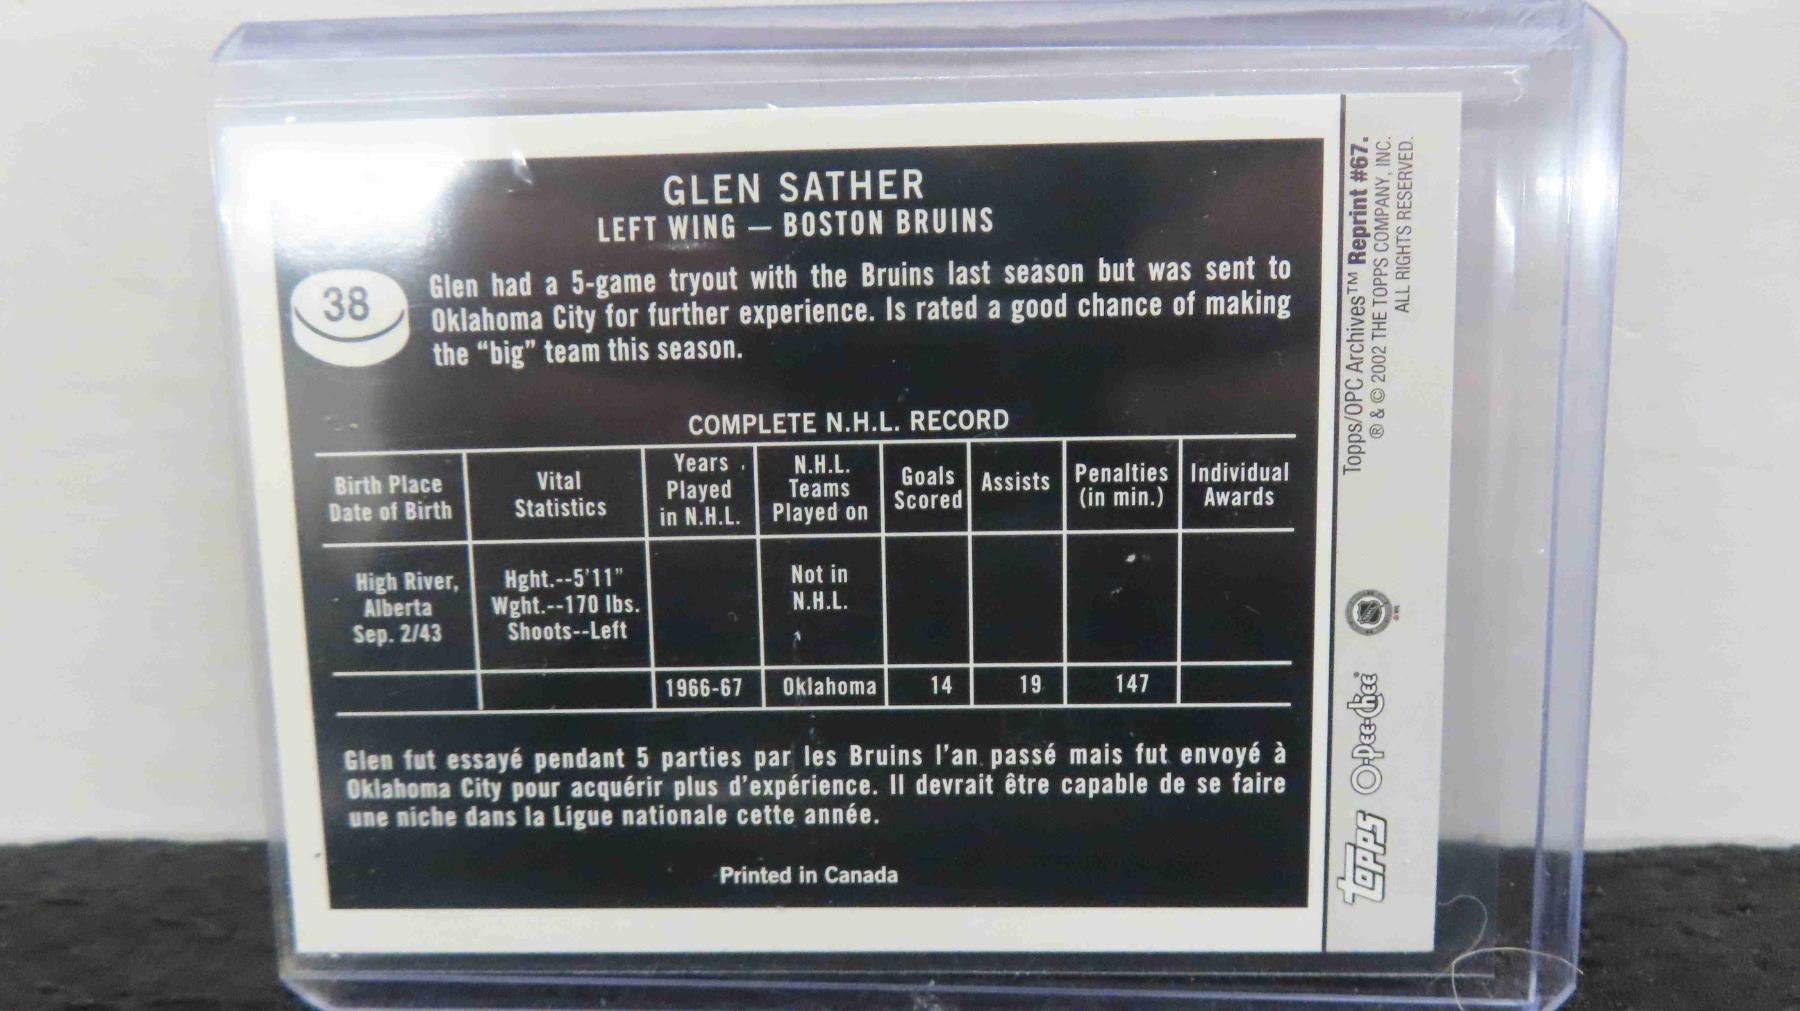 GLEN SATHER
LEFT WING — BOSTON BRUINS
38
Glen had a 5-game tryout with the Bruins last season but was sent to
Oklahoma City for further experience. Is rated a good chance of making
the “big” team this season.
COMPLETE N.H.L. RECORD
Birth Place
Date of Birth
Vital
Statistics
Years
Played
in N.H.L.
N.H.L.
Teams
Played on
Goals
Scored
Assists
Penalties
(in min.)
Individual
Awards
High River,
Alberta
Sep. 2/43
Hght.--5'11”
Wght.--170 lbs.
Shoots--Left
Not in
N.H.L.
1966-67 Oklahoma 14 19 147
Glen fut essayé pendant 5 parties par les Bruins l'an passé mais fut envoyé à
Oklahoma City pour acquérir plus d'expérience. Il devrait être capable de se faire
une niche dans la Ligue nationale cette année.
Printed in Canada
Topps/OPC Archives™ Reprint #67.
® & © 2002 THE TOPPS COMPANY, INC.
ALL RIGHTS RESERVED.
Topps O-Pee-Chee®